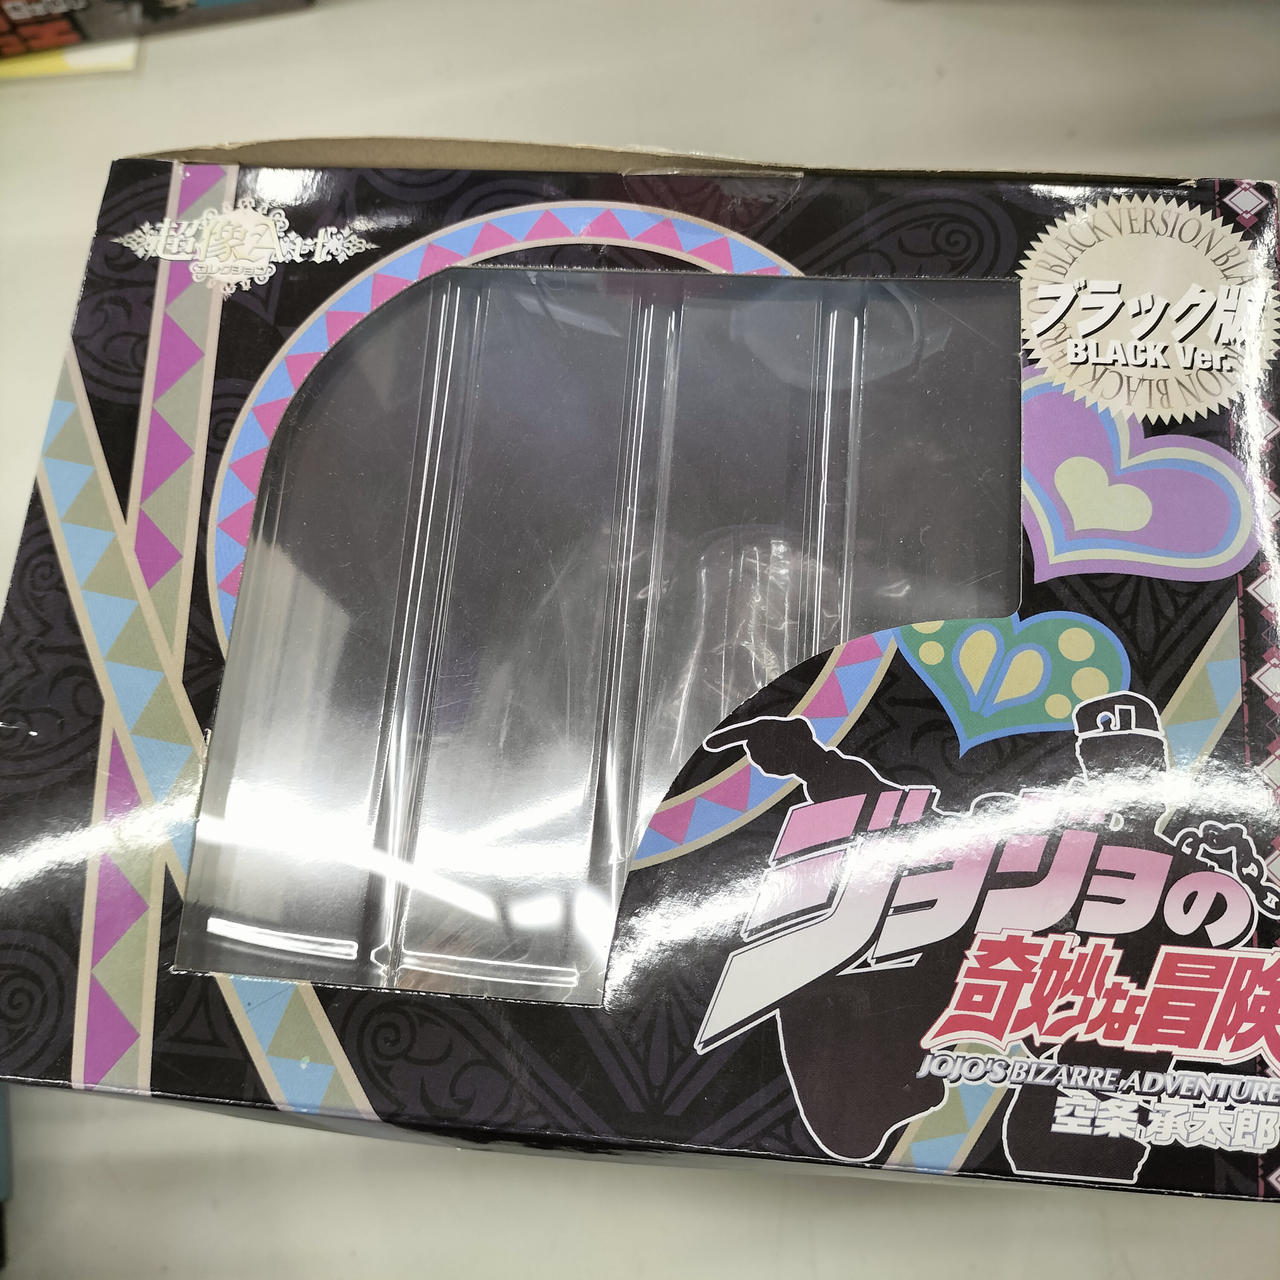 超像Art
コレクション
BLACK VERSION
ブラック版
BLACK Ver.
ジョジョの
奇妙な冒険
JOJO'S BIZARRE ADVENTURE
空条 承太郎